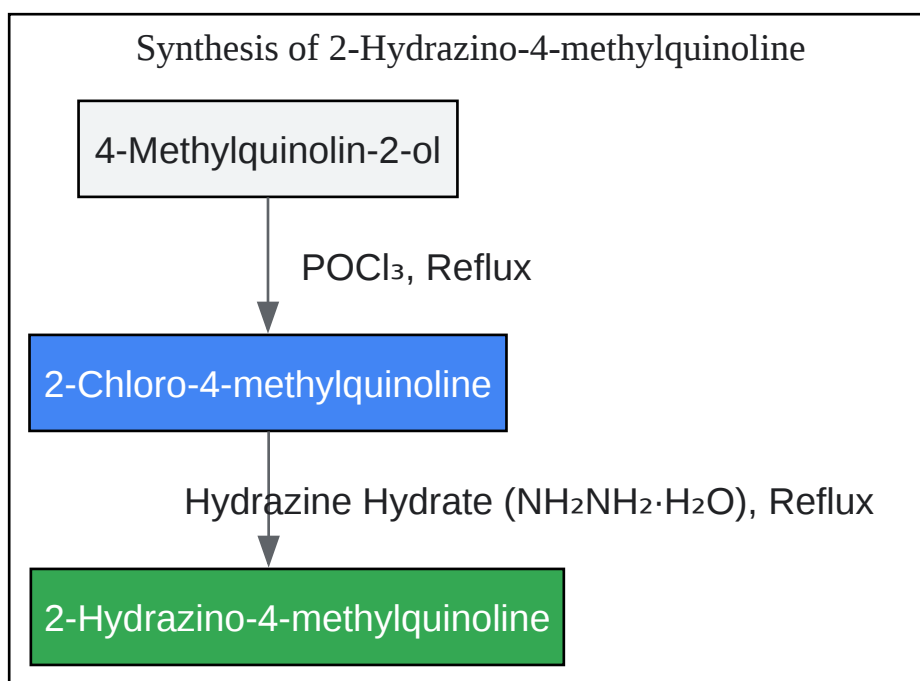 Synthesis of 2-Hydrazino-4-methylquinoline
4-Methylquinolin-2-ol
POCl₃, Reflux
2-Chloro-4-methylquinoline
Hydrazine Hydrate (NH₂NH₂·H₂O), Reflux
2-Hydrazino-4-methylquinoline